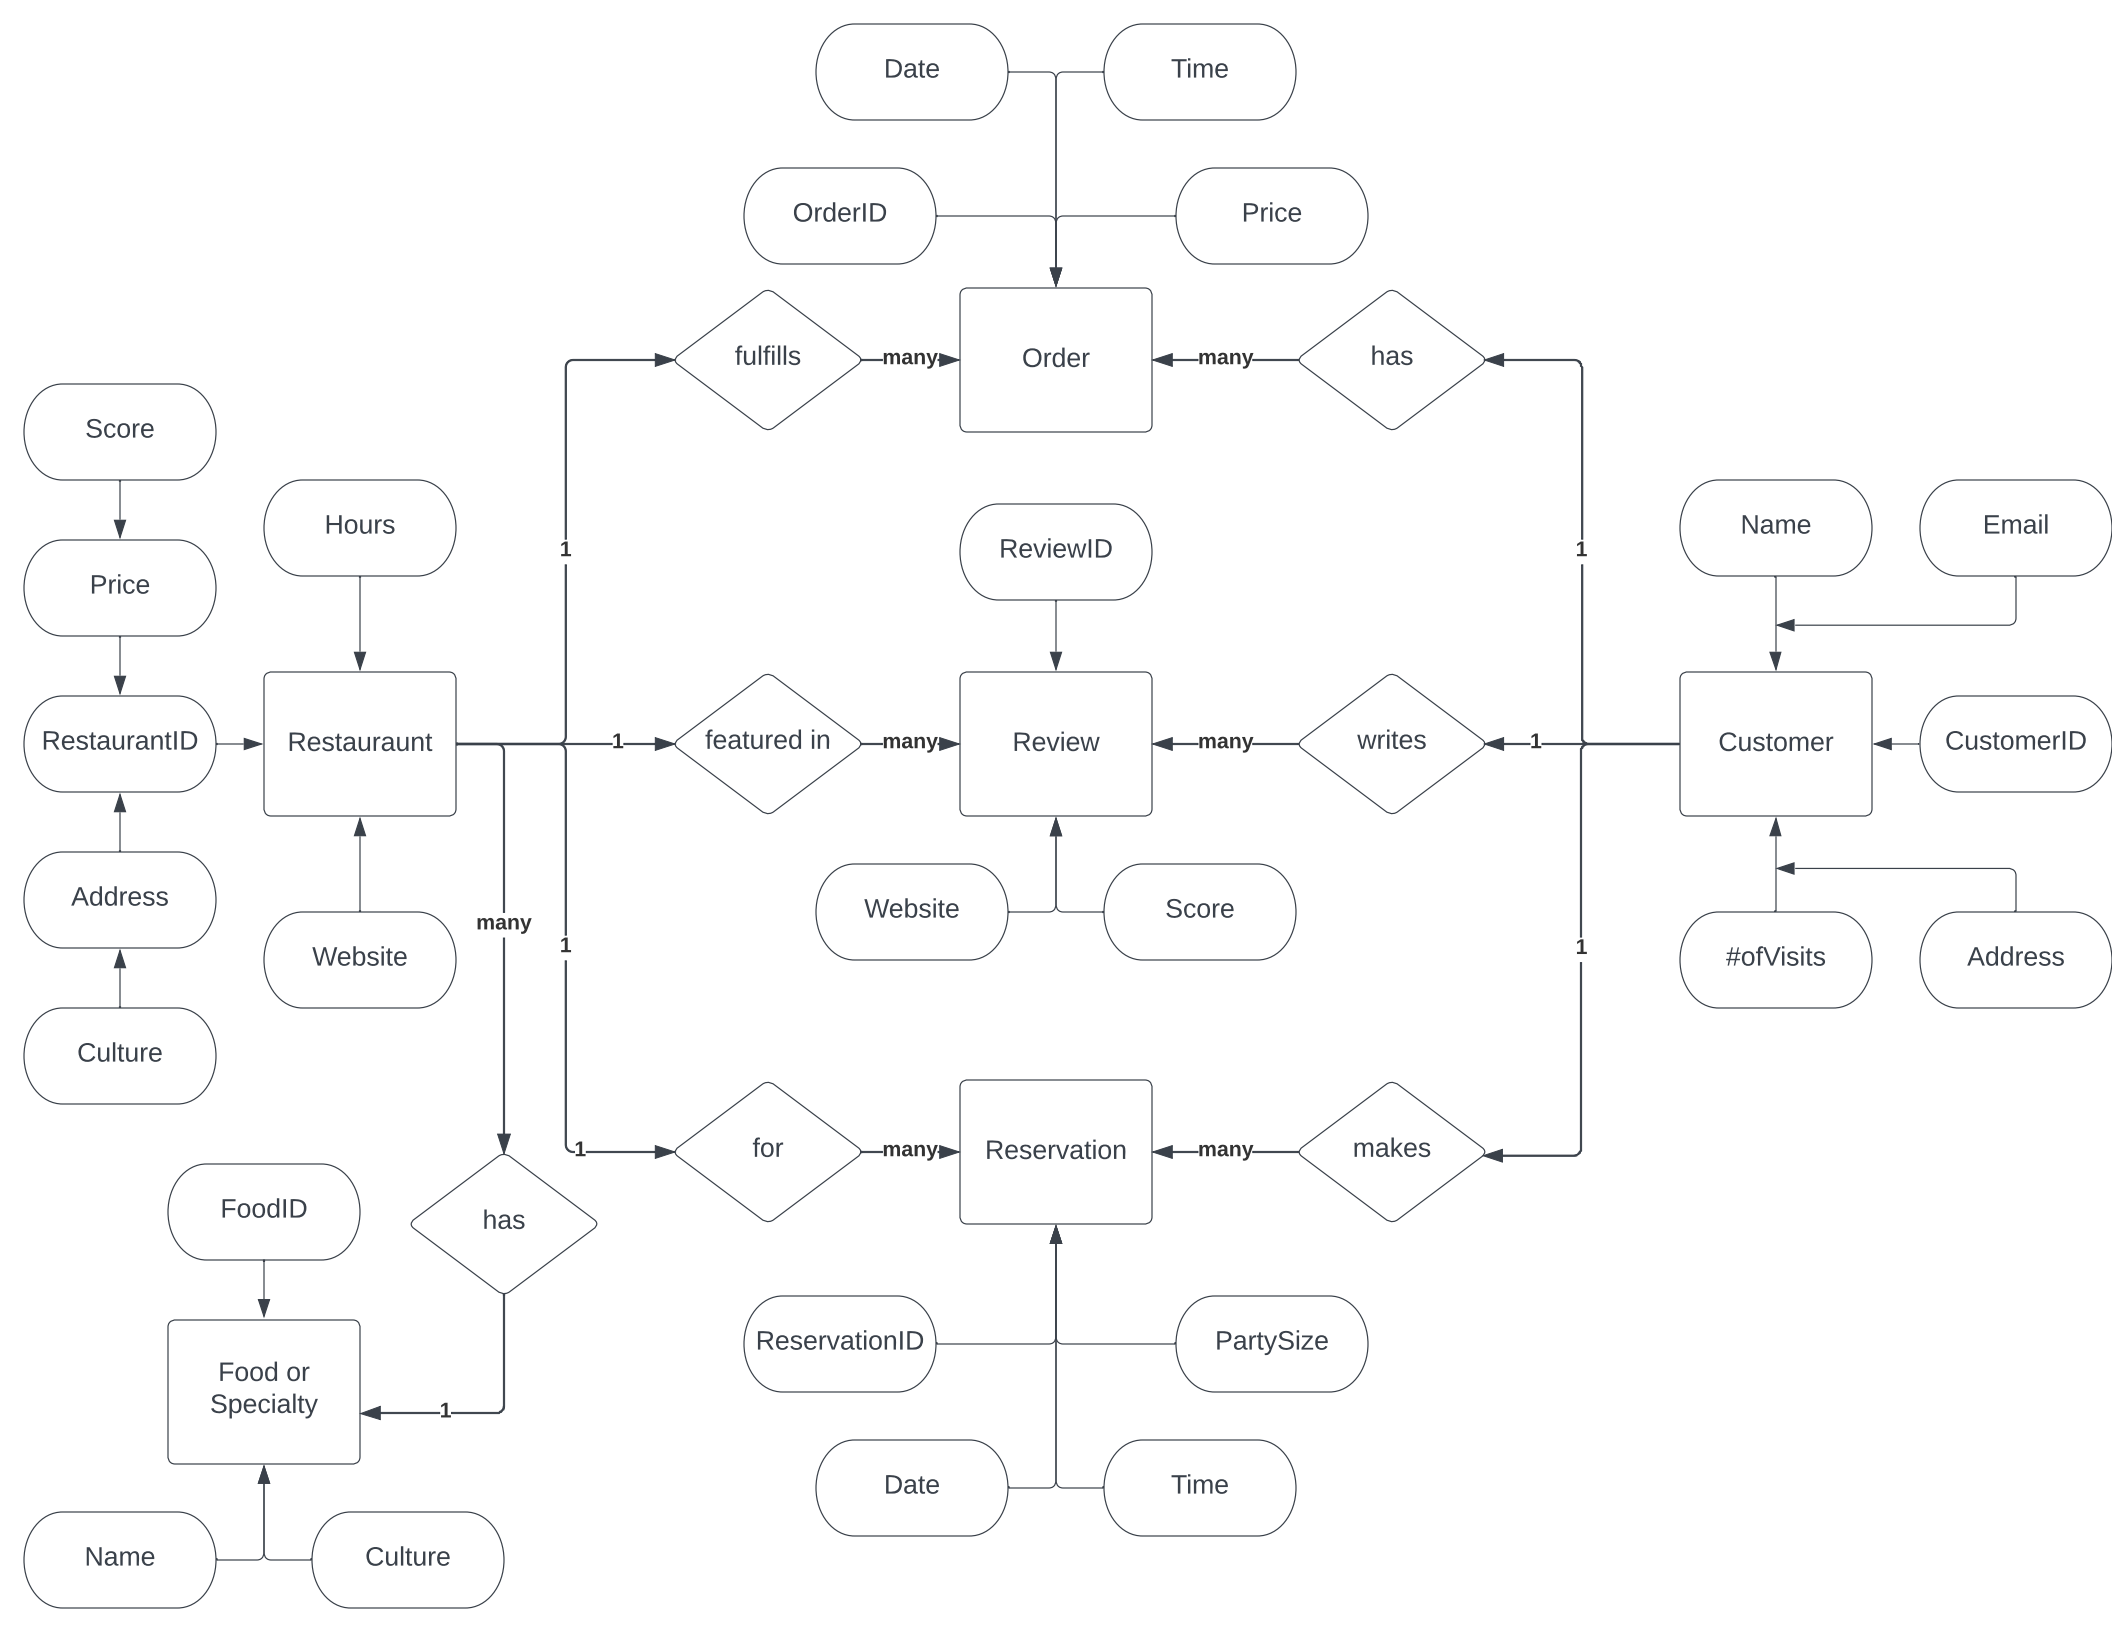 Date
Time
OrderID
Price
fulfills
many
Order
many
has
Score
Hours
1
ReviewID
1
Name
Email
Price
RestaurantID
Restauraunt
1
featured in
many
Review
many
writes
1
Customer
CustomerID
Address
many
1
Website
Score
1
Website
#ofVisits
Address
Culture
1
for
many
Reservation
many
makes
FoodID
has
ReservationID
PartySize
Food or
Specialty
1
Date
Time
Name
Culture